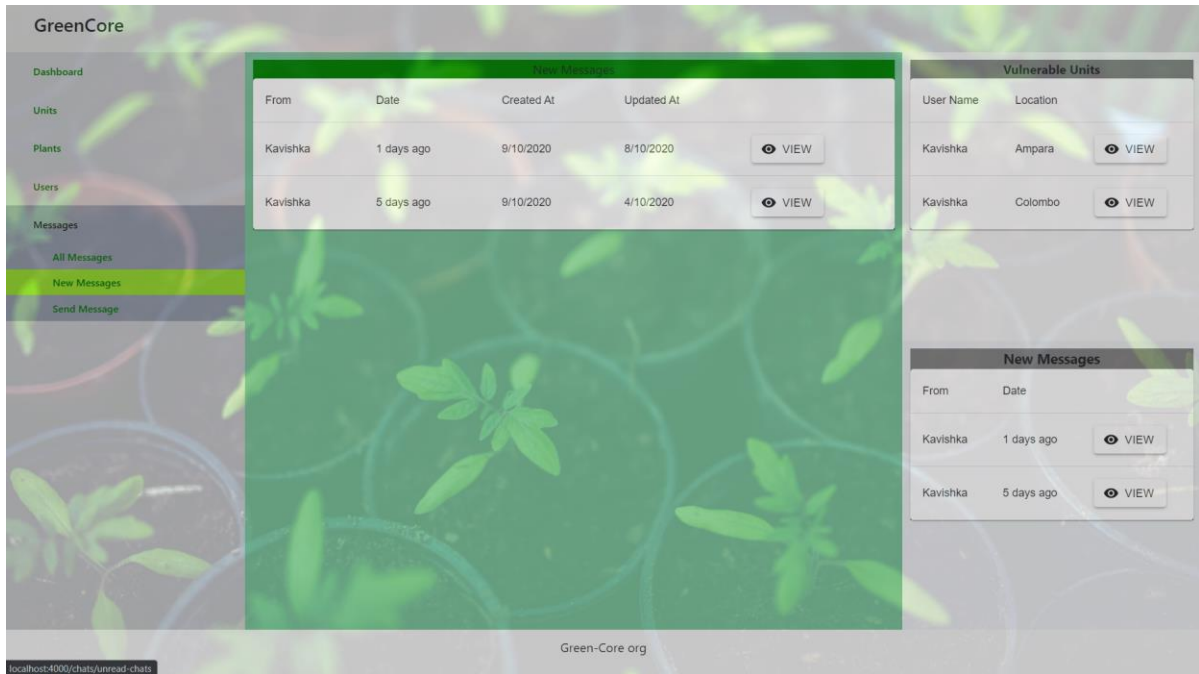 GreenCore
Dashboard
Units
Plants
Users
Messages
All Messages
New Messages
Send Message
New Messages
From Date Created At Updated At
Kavishka 1 days ago 9/10/2020 8/10/2020 VIEW
Kavishka 5 days ago 9/10/2020 4/10/2020 VIEW
Vulnerable Units
User Name Location
Kavishka Ampara VIEW
Kavishka Colombo VIEW
New Messages
From Date
Kavishka 1 days ago VIEW
Kavishka 5 days ago VIEW
Green-Core org
localhost:4000/chats/unread-chats